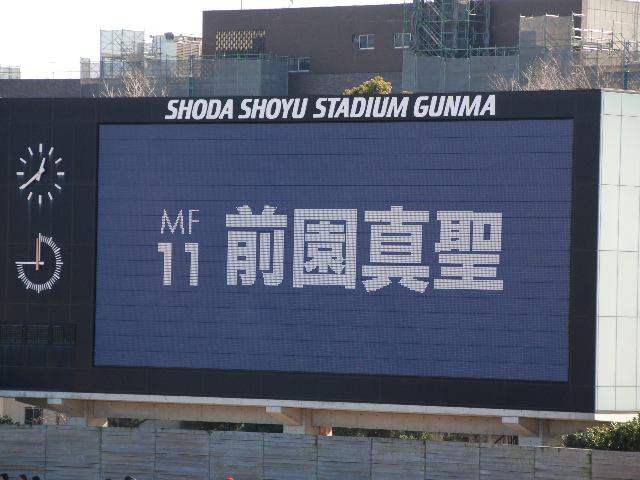 SHODA SHOYU STADIUM GUNMA
MF
11 前園真聖